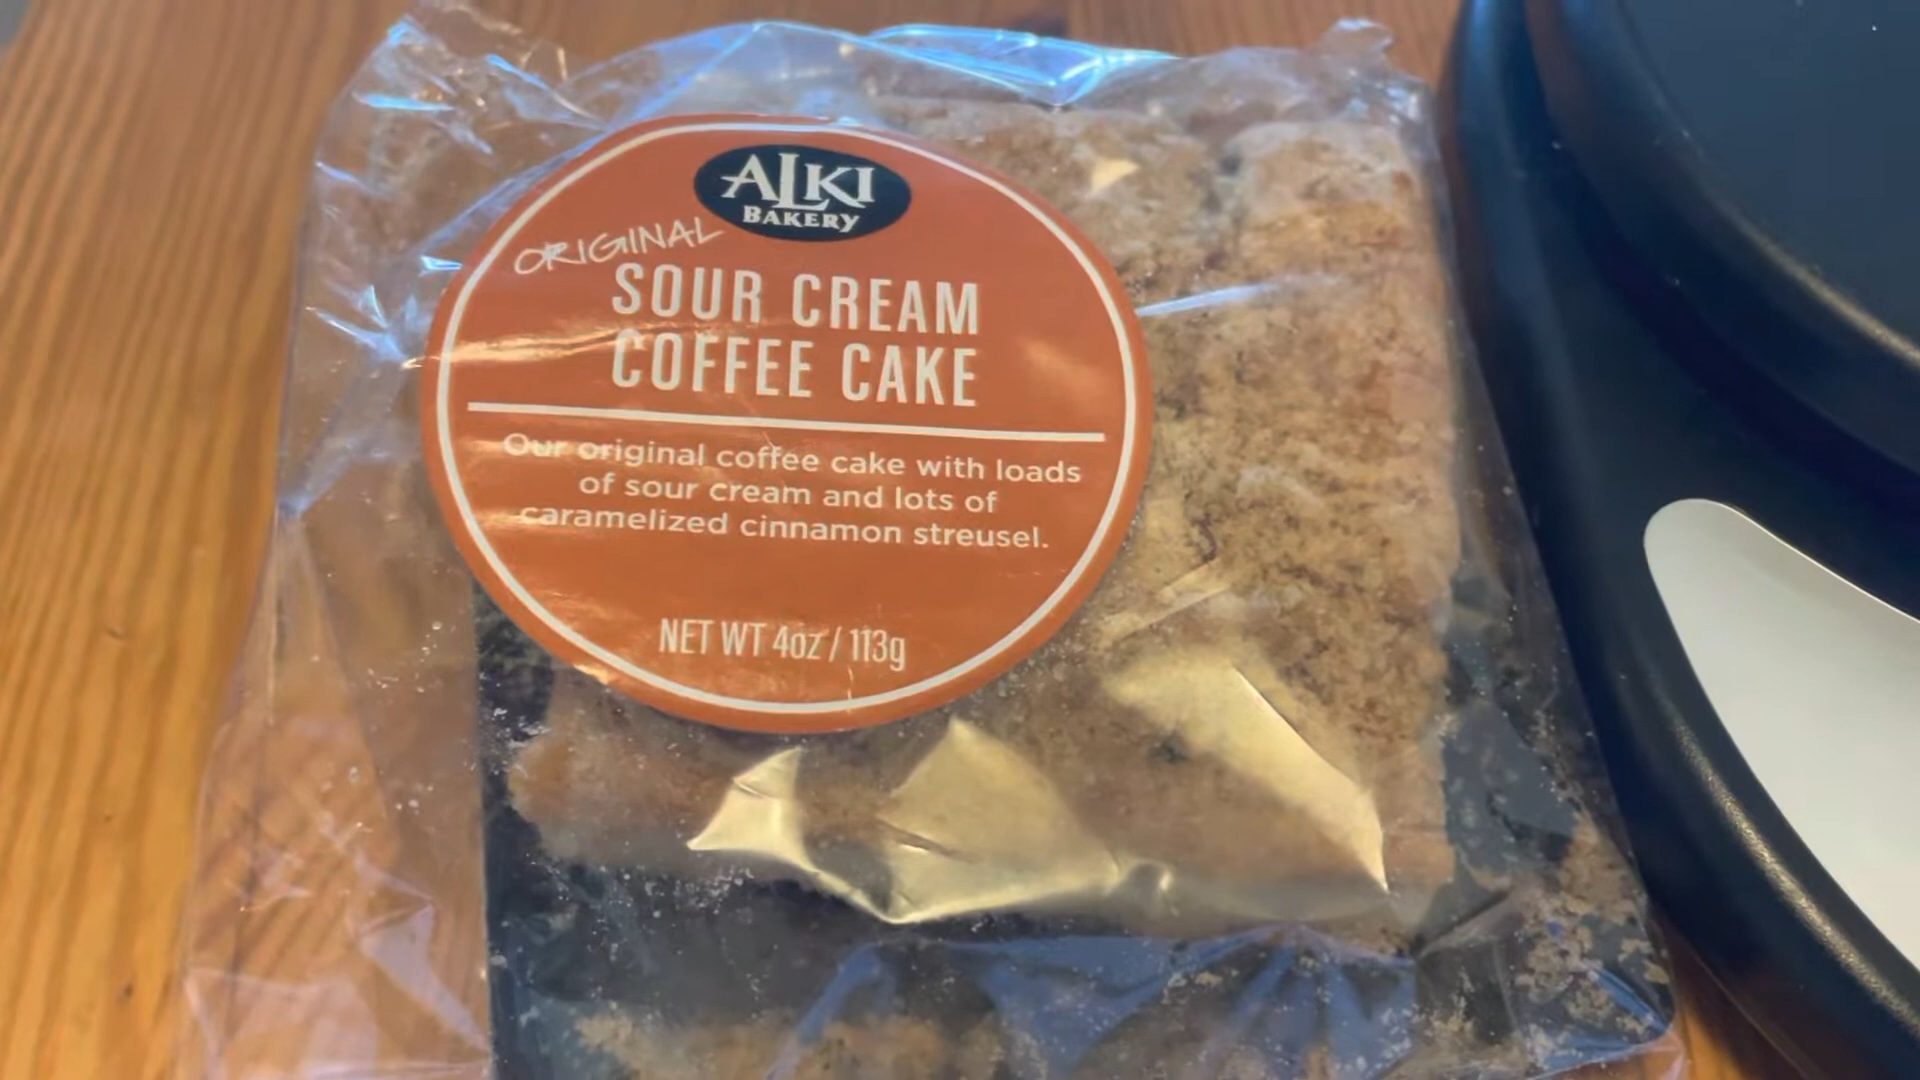 ALKI
BAKERY
ORIGINAL
SOUR CREAM
COFFEE CAKE
Our original coffee cake with loads
of sour cream and lots of
caramelized cinnamon streusel.
NET WT 4oz / 113g